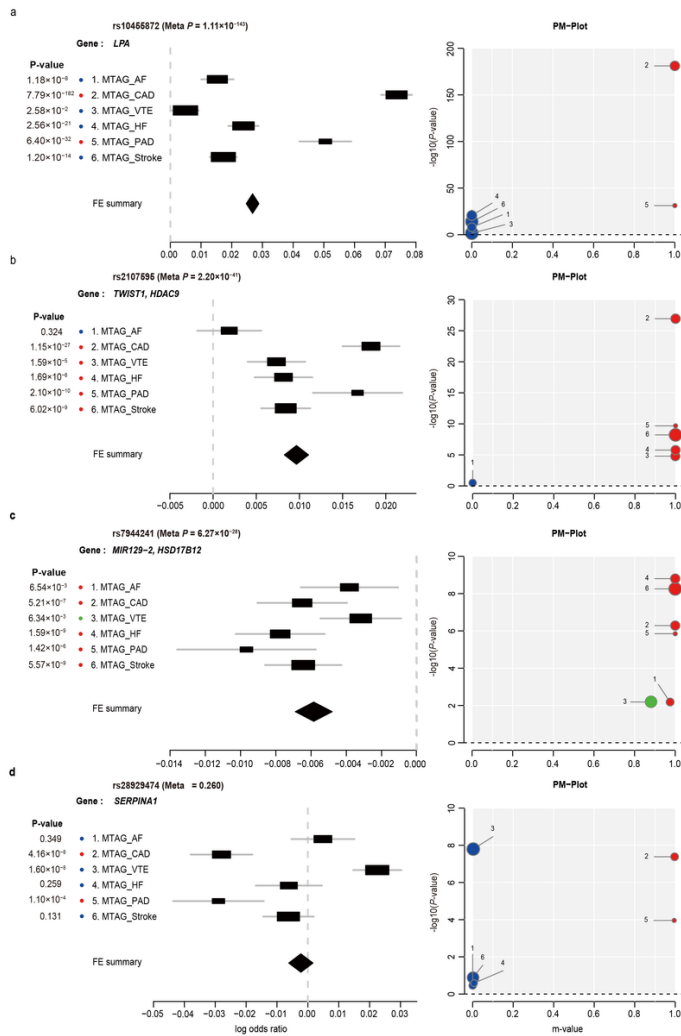 a
rs10455872 (Meta P = 1.11×10⁻¹⁴³)
Gene : LPA
P-value
1.18×10⁻⁸ 1. MTAG_AF
7.79×10⁻¹⁸² 2. MTAG_CAD
2.58×10⁻² 3. MTAG_VTE
2.56×10⁻²¹ 4. MTAG_HF
6.40×10⁻³² 5. MTAG_PAD
1.20×10⁻¹⁴ 6. MTAG_Stroke
FE summary
0.00 0.01 0.02 0.03 0.04 0.05 0.06 0.07 0.08
PM-Plot
-log10(P-value)
200
150
100
50
0
2
4
6
1
3
5
0.0 0.2 0.4 0.6 0.8 1.0
b
rs2107595 (Meta P = 2.20×10⁻⁴¹)
Gene : TWIST1, HDAC9
P-value
0.324 1. MTAG_AF
1.15×10⁻²⁷ 2. MTAG_CAD
1.59×10⁻⁵ 3. MTAG_VTE
1.69×10⁻⁶ 4. MTAG_HF
2.10×10⁻¹⁰ 5. MTAG_PAD
6.02×10⁻⁹ 6. MTAG_Stroke
FE summary
−0.005 0.000 0.005 0.010 0.015 0.020
PM-Plot
-log10(P-value)
30
25
20
15
10
5
0
2
5
6
4
3
1
0.0 0.2 0.4 0.6 0.8 1.0
c
rs7944241 (Meta P = 6.27×10⁻²⁹)
Gene : MIR129−2, HSD17B12
P-value
6.54×10⁻³ 1. MTAG_AF
5.21×10⁻⁷ 2. MTAG_CAD
6.34×10⁻³ 3. MTAG_VTE
1.59×10⁻⁹ 4. MTAG_HF
1.42×10⁻⁶ 5. MTAG_PAD
5.57×10⁻⁹ 6. MTAG_Stroke
FE summary
−0.014 −0.012 −0.010 −0.008 −0.006 −0.004 −0.002 0.000
PM−Plot
-log10(P-value)
10
8
6
4
2
0
4
6
2
5
1
3
0.0 0.2 0.4 0.6 0.8 1.0
d
rs28929474 (Meta = 0.260)
Gene : SERPINA1
P-value
0.349 1. MTAG_AF
4.16×10⁻⁸ 2. MTAG_CAD
1.60×10⁻⁸ 3. MTAG_VTE
0.259 4. MTAG_HF
1.10×10⁻⁴ 5. MTAG_PAD
0.131 6. MTAG_Stroke
FE summary
−0.05 −0.04 −0.03 −0.02 −0.01 0.00 0.01 0.02 0.03
log odds ratio
PM-Plot
-log10(P-value)
10
8
6
4
2
0
3
2
5
1
6
4
0.0 0.2 0.4 0.6 0.8 1.0
m-value